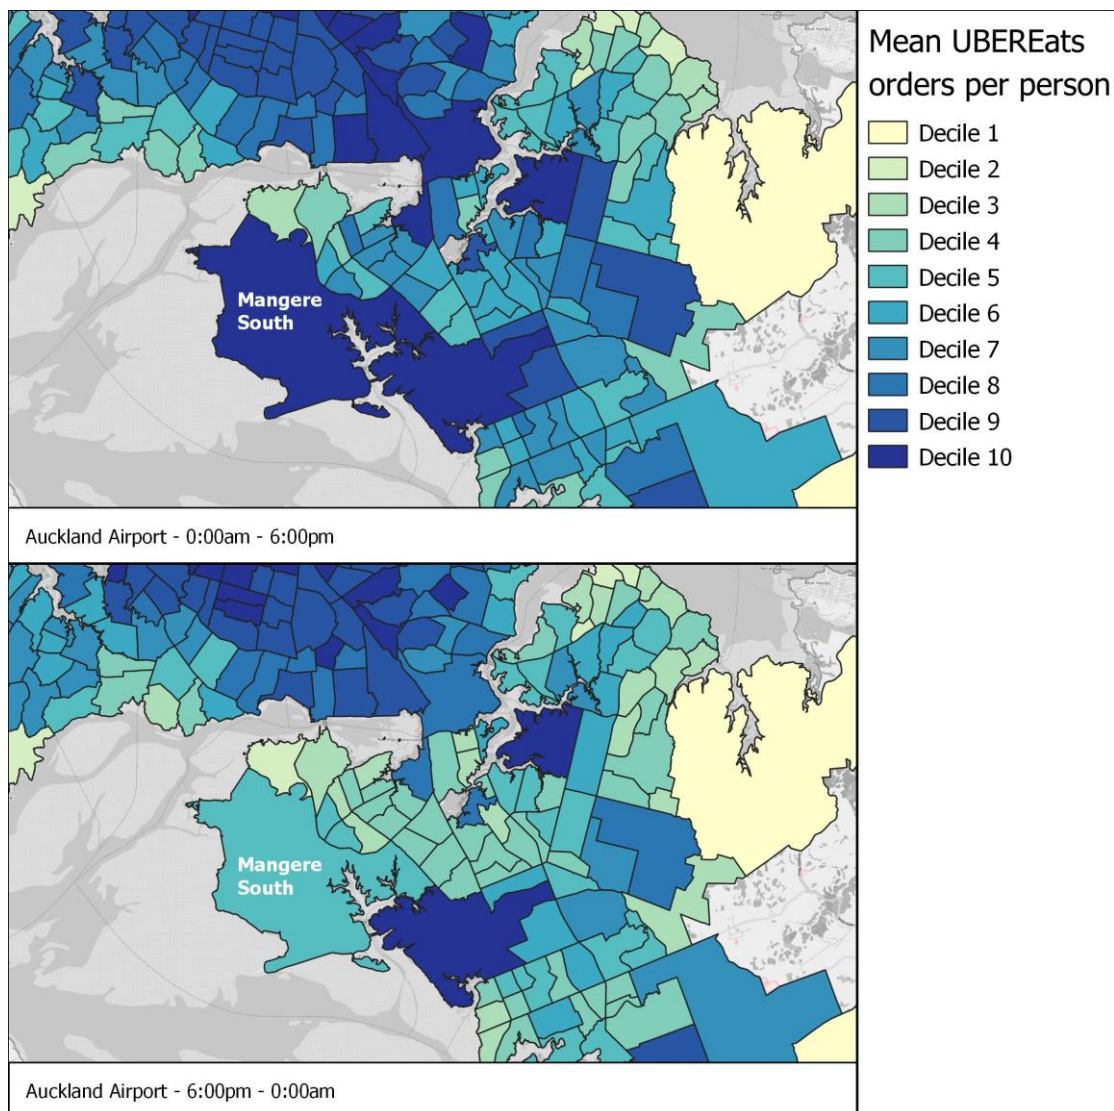 Mangere
South
Auckland Airport - 0:00am - 6:00pm
Mangere
South
Auckland Airport - 6:00pm - 0:00am
Mean UBEREats
orders per person
Decile 1
Decile 2
Decile 3
Decile 4
Decile 5
Decile 6
Decile 7
Decile 8
Decile 9
Decile 10